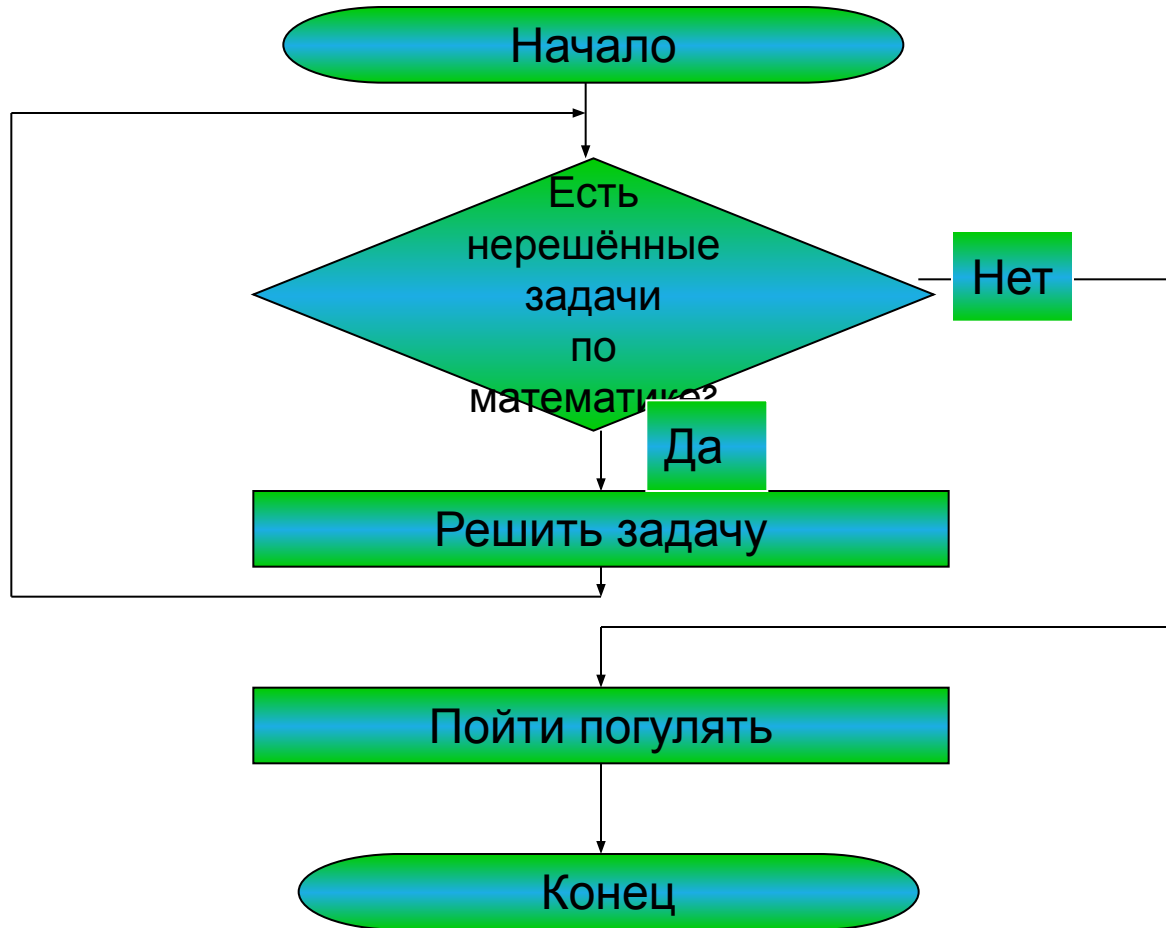 Начало
Есть
нерешённые
задачи
по
математике?
Нет
Да
Решить задачу
Пойти погулять
Конец